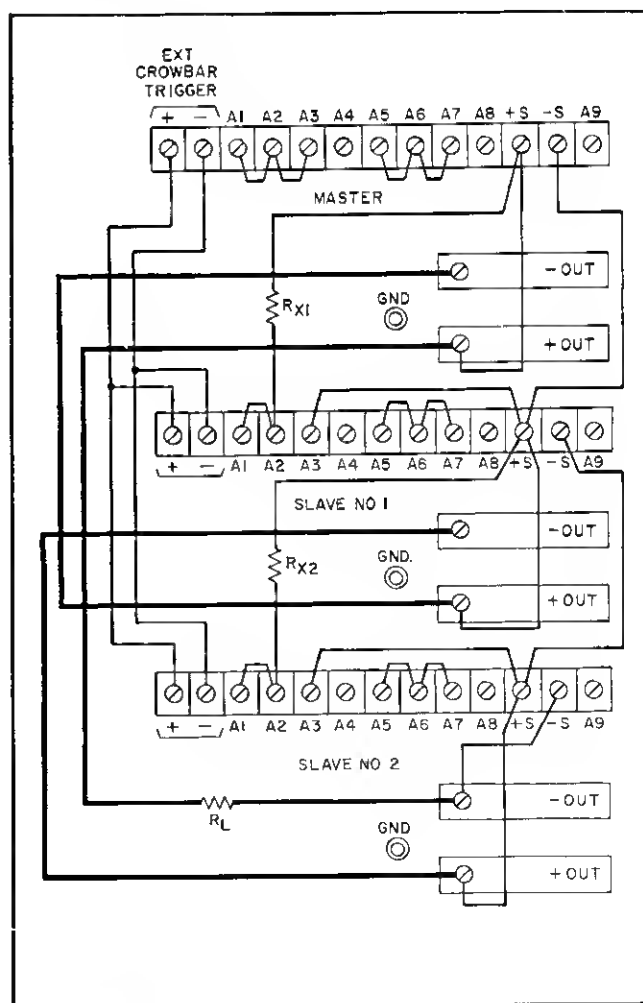 EXT
CROWBAR
TRIGGER
+ - A1 A2 A3 A4 A5 A6 A7 A8 +S -S A9
MASTER
-OUT
RX1
GND
+OUT
+ - A1 A2 A3 A4 A5 A6 A7 A8 +S -S A9
SLAVE NO 1
-OUT
RX2
GND.
+OUT
+ - A1 A2 A3 A4 A5 A6 A7 A8 +S -S A9
SLAVE NO 2
-OUT
RL
GND
+OUT